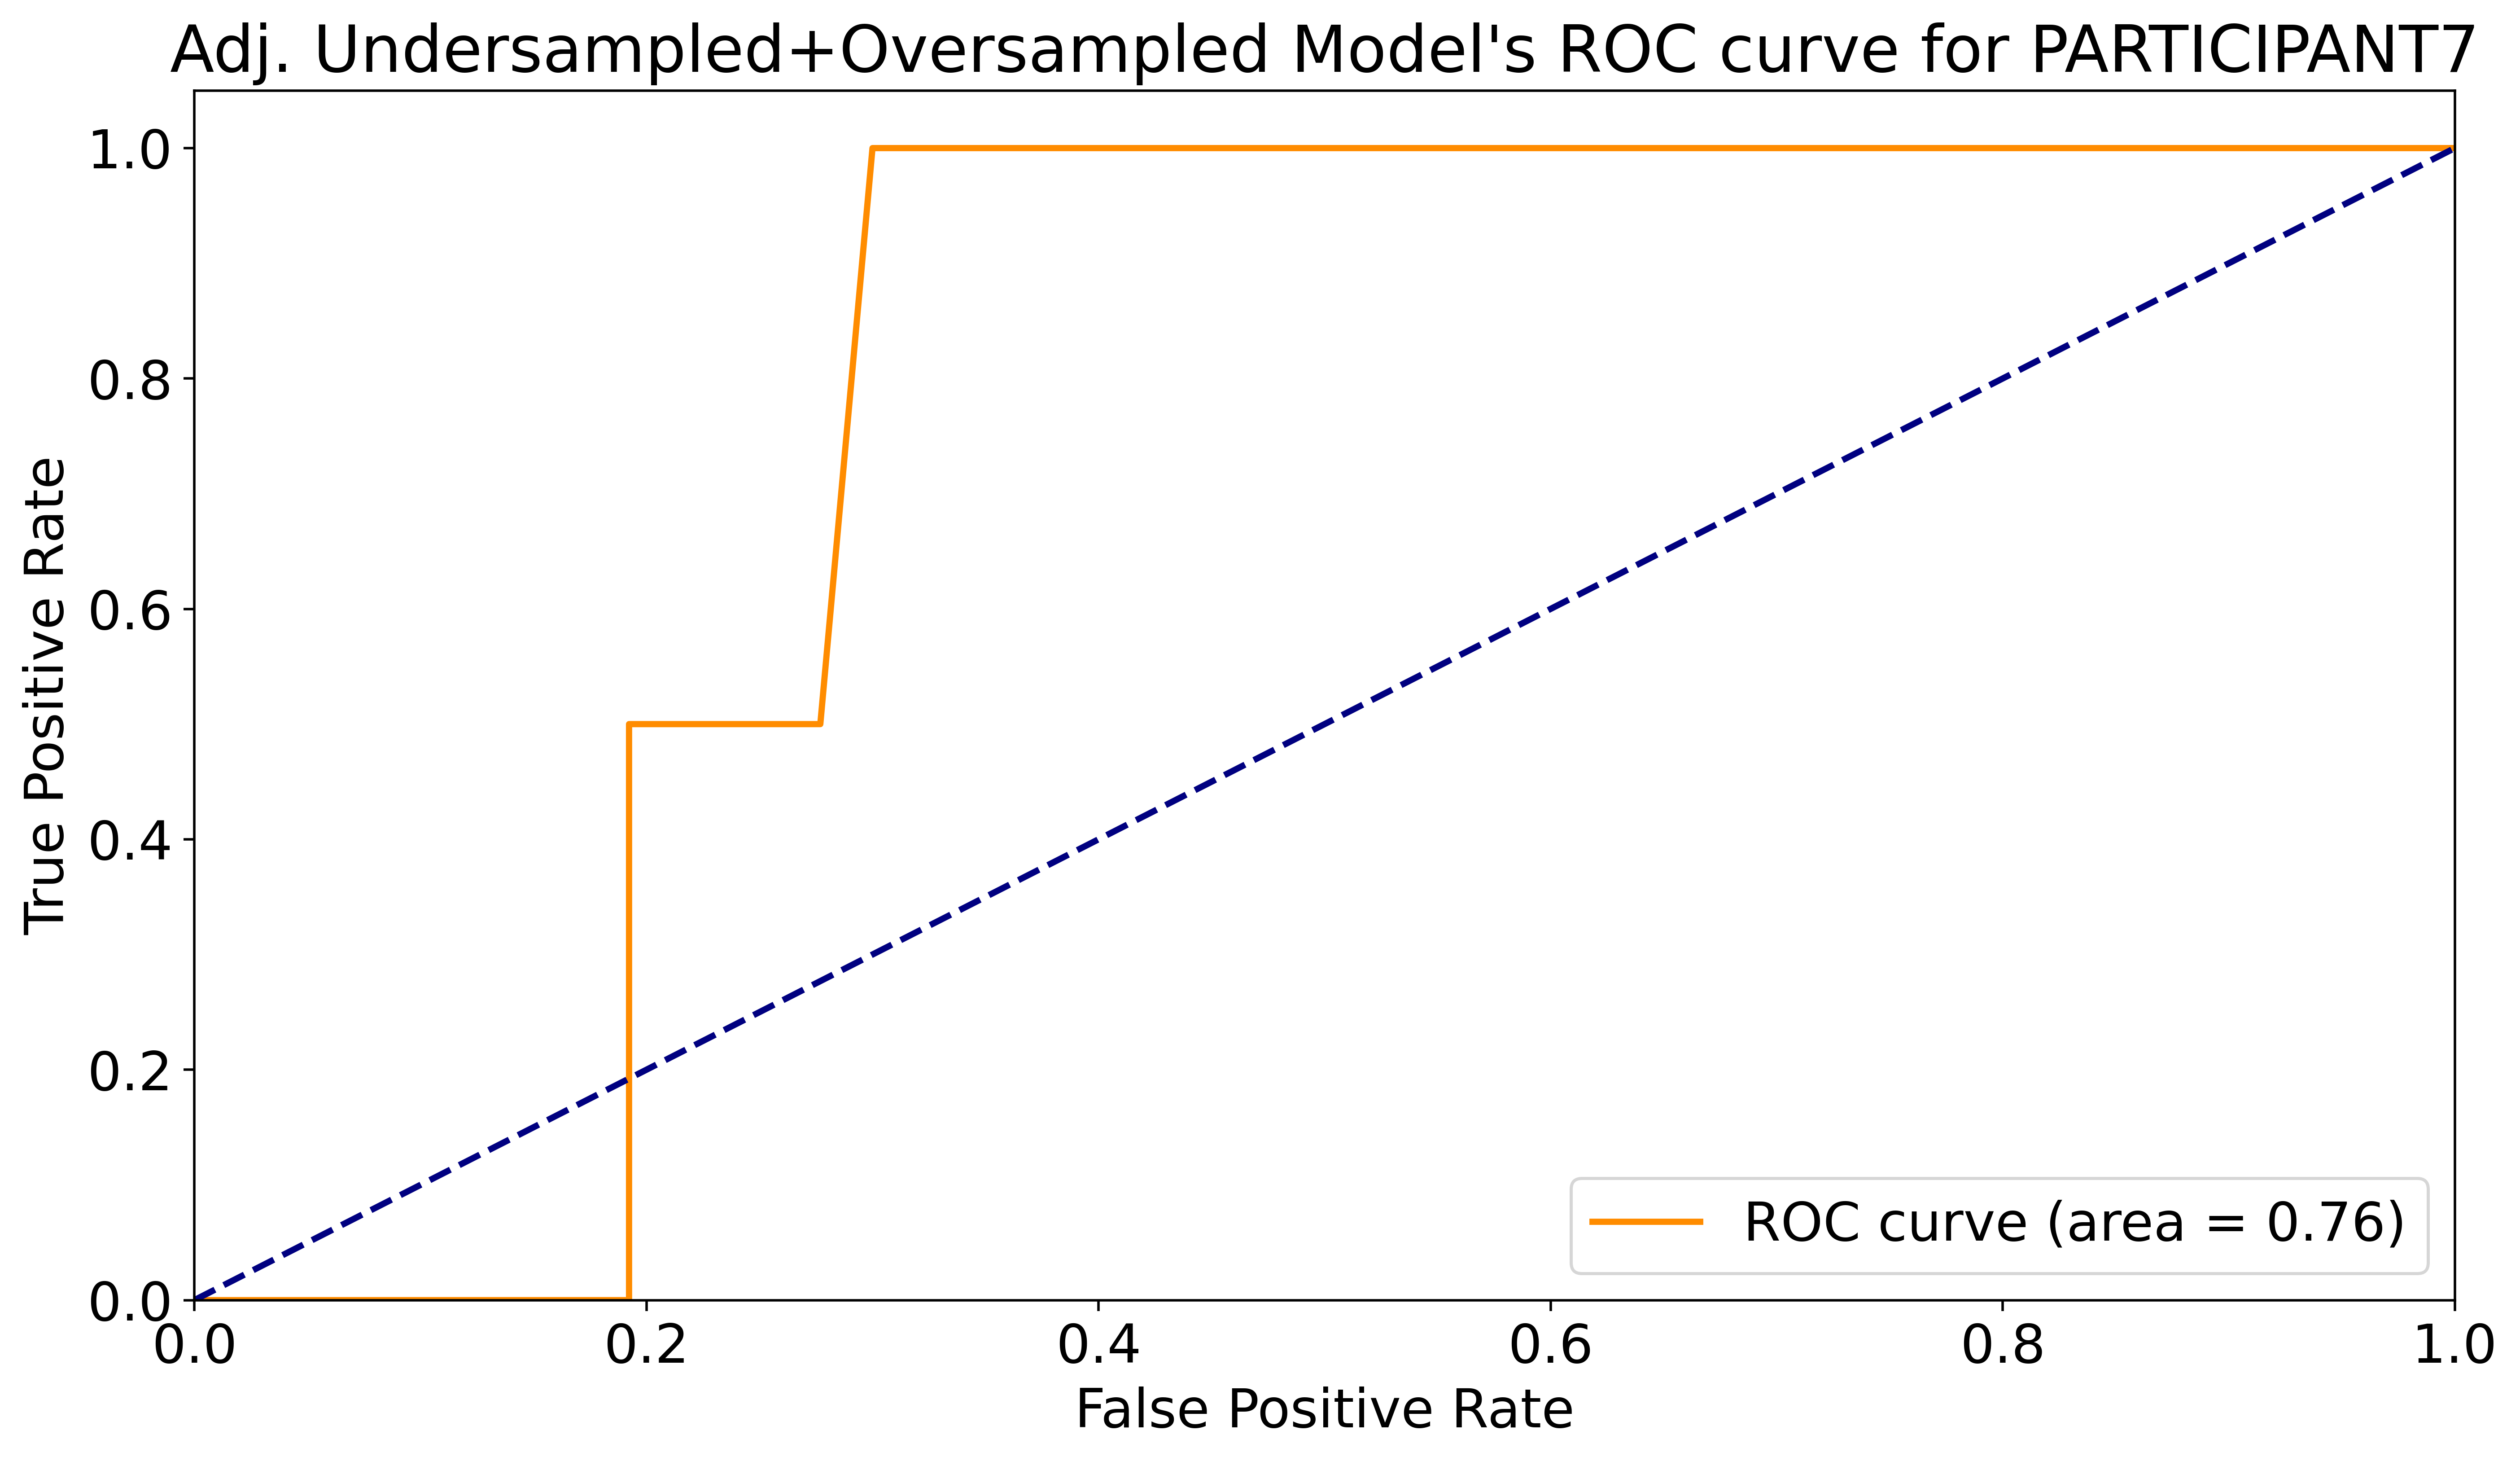 Adj. Undersampled+Oversampled Model's ROC curve for PARTICIPANT7
True Positive Rate
1.0
0.8
0.6
0.4
0.2
0.0
0.0 0.2 0.4 0.6 0.8 1.0
False Positive Rate
ROC curve (area = 0.76)